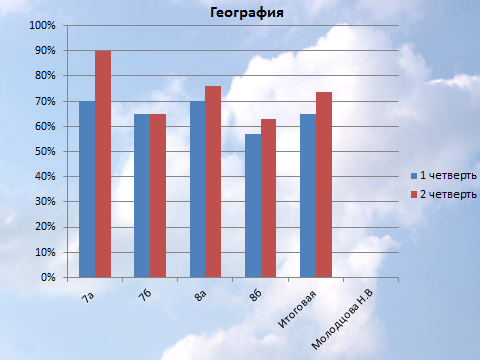 География
100%
90%
80%
70%
60%
50%
40%
30%
20%
10%
0%
7а
7б
8а
8б
Итоговая
Молодцова Н.В
1 четверть
2 четверть